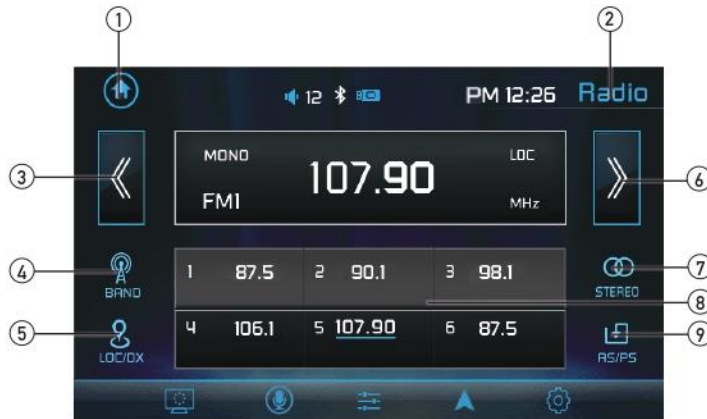 1 2
12 PM 12:26 Radio
3 MONO 107.90 LOC 6
FM1 MHz
4 BAND 1 87.5 2 90.1 3 98.1 STEREO 7
8
5 LOC/DX 4 106.1 5 107.90 6 87.5 AS/PS 9